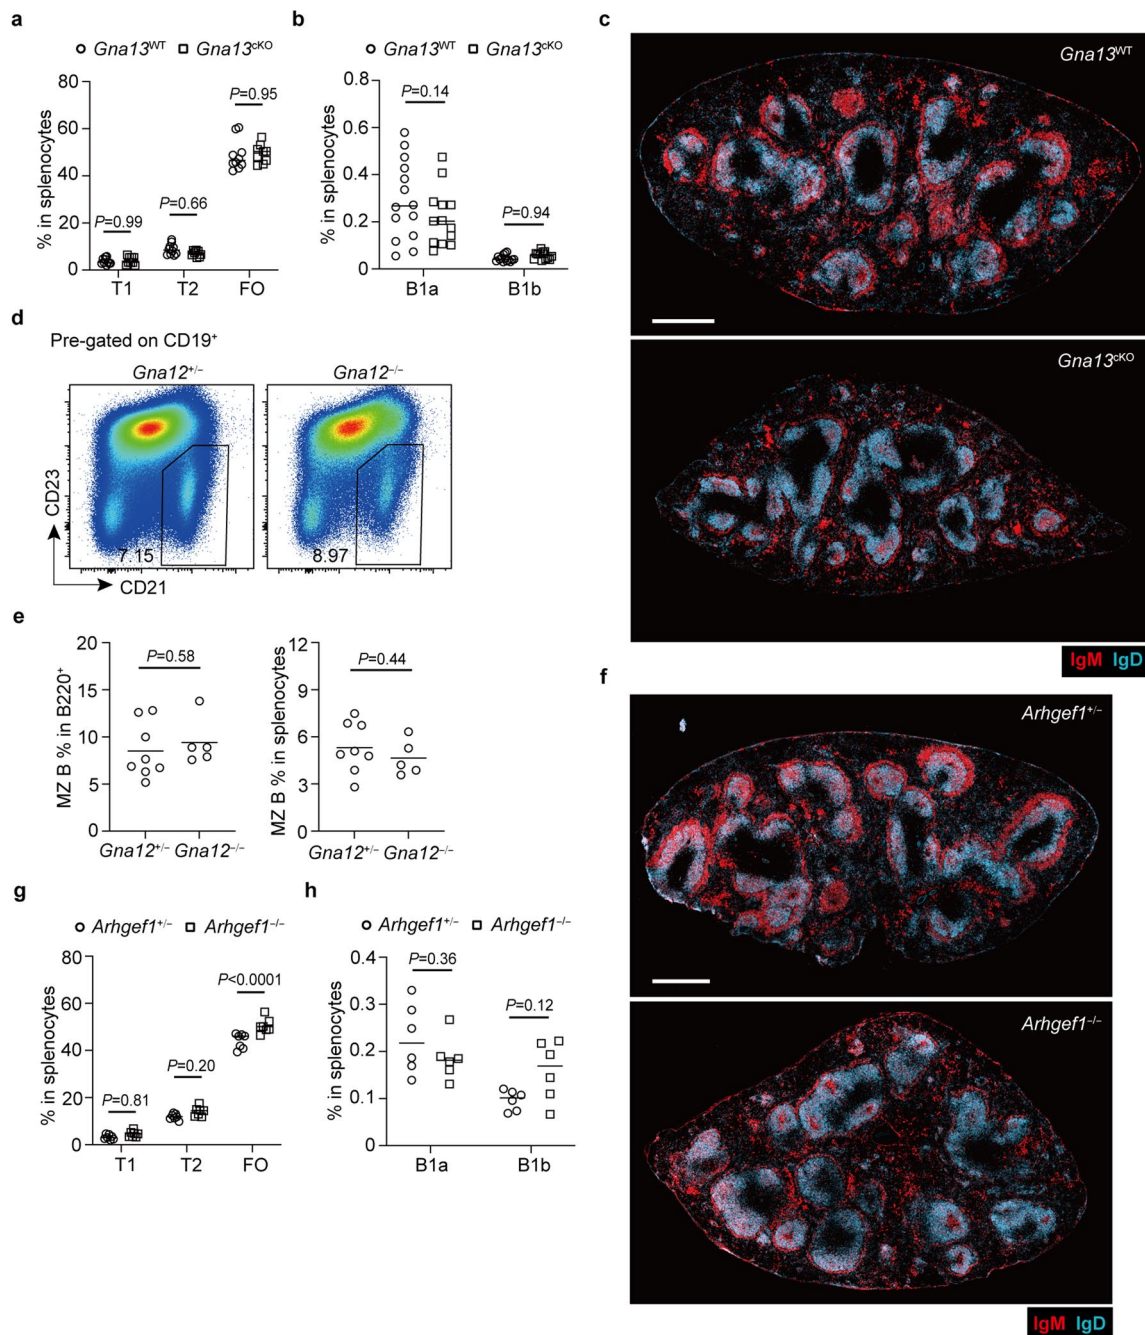 a
Gna13WT Gna13cKO
% in splenocytes
80
60
40
20
0
P=0.99
P=0.66
P=0.95
T1 T2 FO
b
Gna13WT Gna13cKO
% in splenocytes
0.8
0.6
0.4
0.2
0
P=0.14
P=0.94
B1a B1b
c
Gna13WT
Gna13cKO
IgM IgD
d
Pre-gated on CD19+
Gna12+/– Gna12–/–
CD23
CD21
7.15
8.97
e
MZ B % in B220+
20
15
10
5
0
P=0.58
Gna12+/– Gna12–/–
MZ B % in splenocytes
12
9
6
3
0
P=0.44
Gna12+/– Gna12–/–
f
Arhgef1+/–
Arhgef1–/–
IgM IgD
g
Arhgef1+/– Arhgef1–/–
% in splenocytes
80
60
40
20
0
P=0.81
P=0.20
P<0.0001
T1 T2 FO
h
Arhgef1+/– Arhgef1–/–
% in splenocytes
0.4
0.3
0.2
0.1
0
P=0.36
P=0.12
B1a B1b